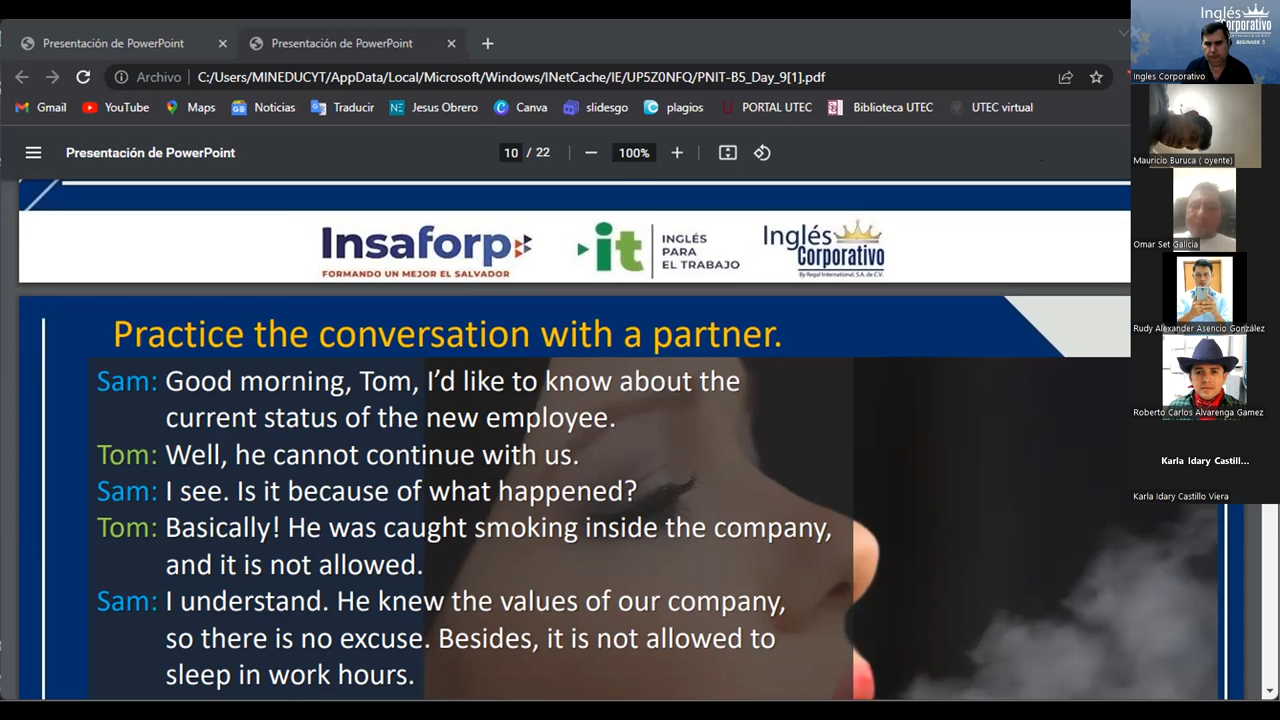 Presentación de PowerPoint
Presentación de PowerPoint
Archivo
C:/Users/MINEDUCYT/AppData/Local/Microsoft/Windows/INetCache/IE/UP5Z0NFQ/PNIT-B5_Day_9[1].pdf
Gmail
YouTube
Maps
Noticias
Traducir
Jesus Obrero
Canva
slidesgo
plagios
PORTAL UTEC
Biblioteca UTEC
UTEC virtual
Presentación de PowerPoint
10 / 22
100%
Insaforp
FORMANDO UN MEJOR EL SALVADOR
it
INGLÉS
PARA
EL TRABAJO
Inglés
Corporativo
By Regal International, S.A. de C.V.
Practice the conversation with a partner.
Sam: Good morning, Tom, I’d like to know about the
current status of the new employee.
Tom: Well, he cannot continue with us.
Sam: I see. Is it because of what happened?
Tom: Basically! He was caught smoking inside the company,
and it is not allowed.
Sam: I understand. He knew the values of our company,
so there is no excuse. Besides, it is not allowed to
sleep in work hours.
Inglés
Corporativo
BEGINNER 5
Ingles Corporativo
Mauricio Buruca ( oyente)
Omar Set Galicia
Rudy Alexander Asencio González
Roberto Carlos Alvarenga Gamez
Karla Idary Castill...
Karla Idary Castillo Viera